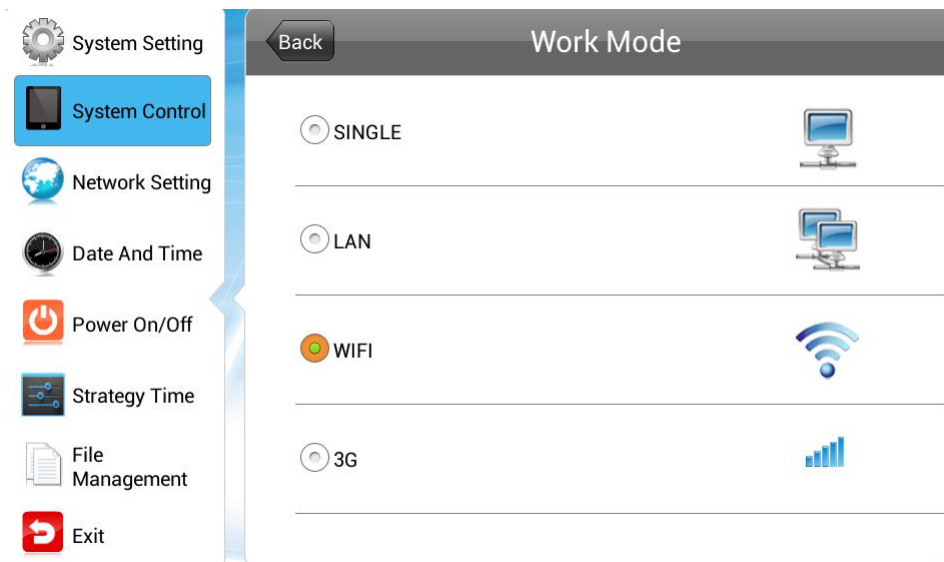 System Setting
System Control
Network Setting
Date And Time
Power On/Off
Strategy Time
File
Management
Exit
Back
Work Mode
SINGLE
LAN
WIFI
3G